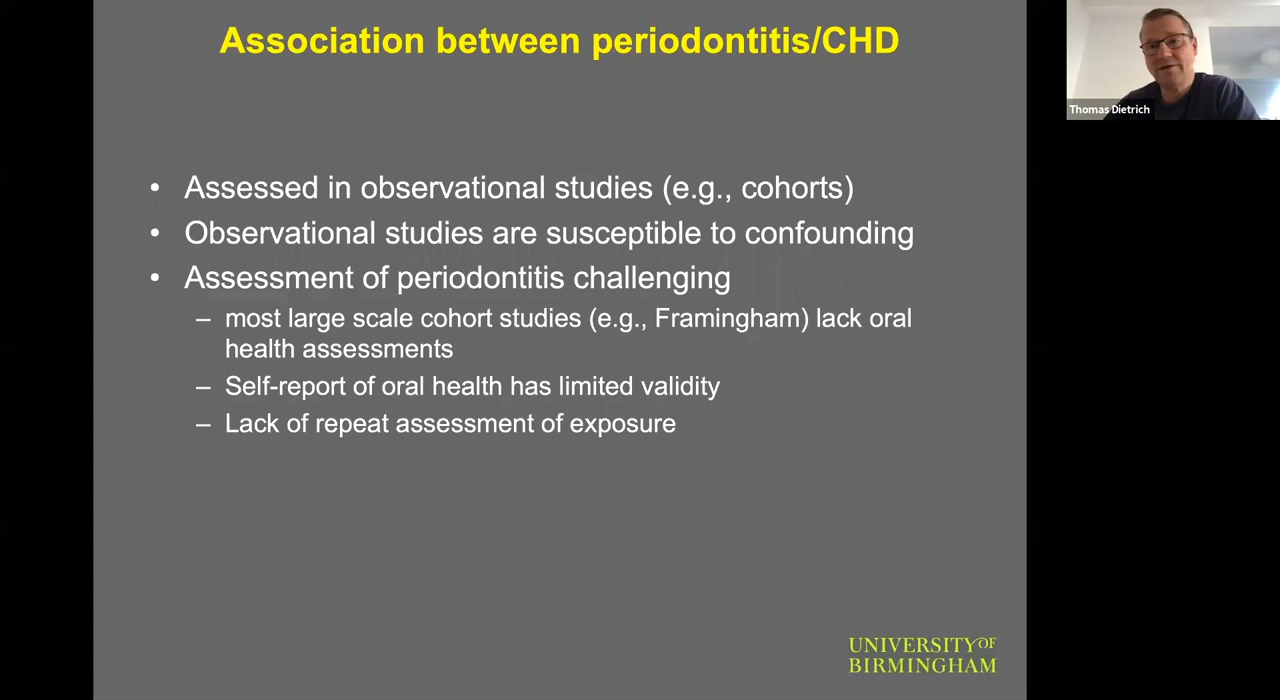 Association between periodontitis/CHD
Thomas Dietrich
• Assessed in observational studies (e.g., cohorts)
• Observational studies are susceptible to confounding
• Assessment of periodontitis challenging
– most large scale cohort studies (e.g., Framingham) lack oral
health assessments
– Self-report of oral health has limited validity
– Lack of repeat assessment of exposure
UNIVERSITY OF
BIRMINGHAM